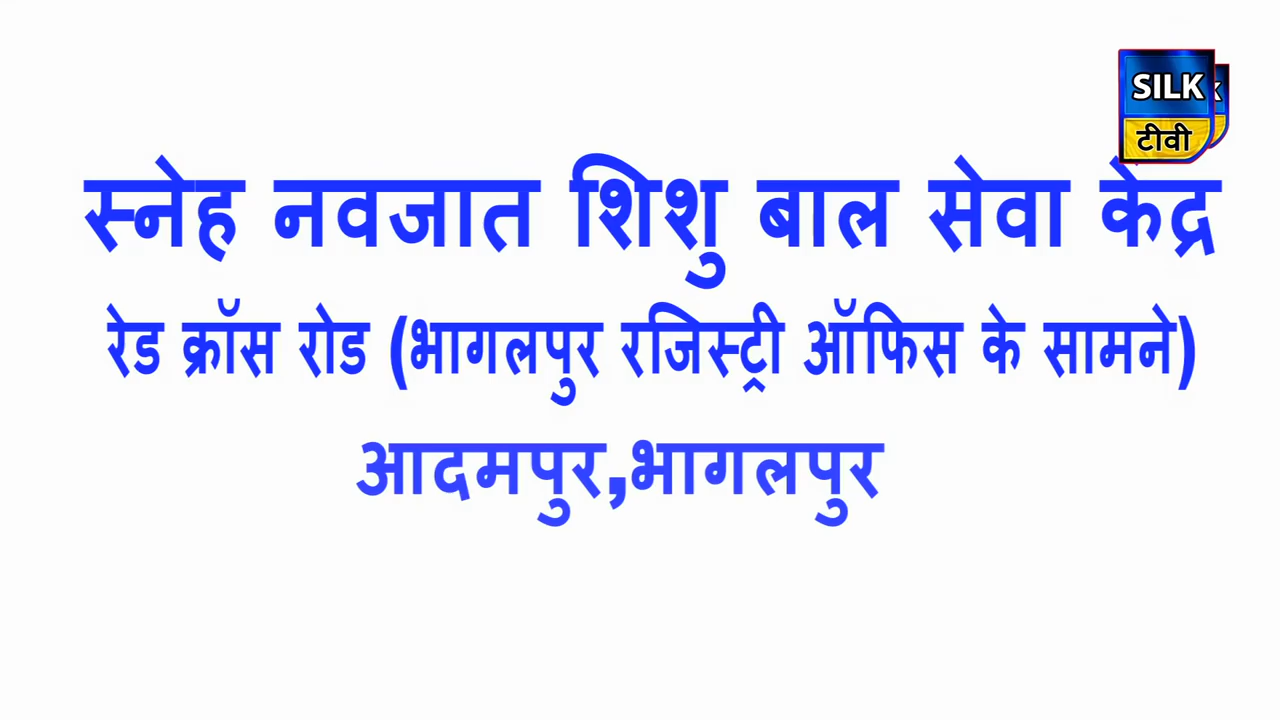 SILK
टीवी
स्नेह नवजात शिशु बाल सेवा केंद्र
रेड क्रॉस रोड (भागलपुर रजिस्ट्री ऑफिस के सामने)
आदमपुर,भागलपुर